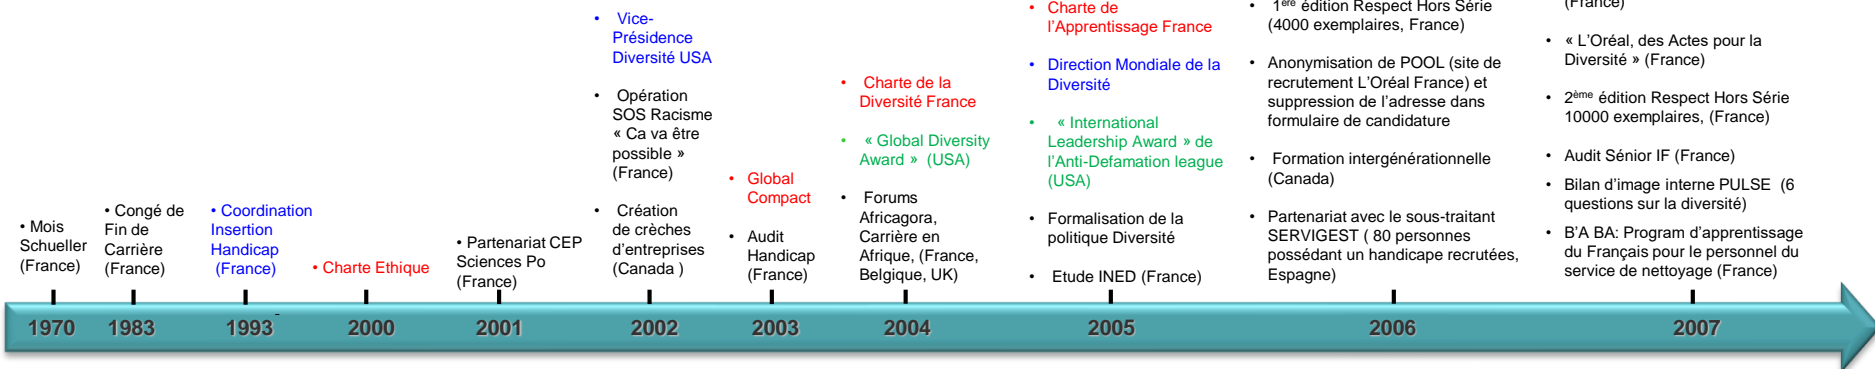 • Mois
Schueller
(France)
• Congé de
Fin de
Carrière
(France)
• Coordination
Insertion
Handicap
(France)
• Charte Ethique
• Partenariat CEP
Sciences Po
(France)
• Vice-
Présidence
Diversité USA
• Opération
SOS Racisme
« Ca va être
possible »
(France)
• Création
de crèches
d'entreprises
(Canada )
• Global
Compact
• Audit
Handicap
(France)
• Charte de la
Diversité France
• « Global Diversity
Award » (USA)
• Forums
Africagora,
Carrière en
Afrique, (France,
Belgique, UK)
• Charte de
l'Apprentissage France
• Direction Mondiale de la
Diversité
• « International
Leadership Award » de
l'Anti-Defamation league
(USA)
• Formalisation de la
politique Diversité
• Etude INED (France)
• 1ère édition Respect Hors Série
(4000 exemplaires, France)
• Anonymisation de POOL (site de
recrutement L'Oréal France) et
suppression de l'adresse dans
formulaire de candidature
• Formation intergénérationnelle
(Canada)
• Partenariat avec le sous-traitant
SERVIGEST ( 80 personnes
possédant un handicape recrutées,
Espagne)
(France)
• « L'Oréal, des Actes pour la
Diversité » (France)
• 2ème édition Respect Hors Série
10000 exemplaires, (France)
• Audit Sénior IF (France)
• Bilan d'image interne PULSE (6
questions sur la diversité)
• B'A BA: Program d'apprentissage
du Français pour le personnel du
service de nettoyage (France)
1970 1983 1993 2000 2001 2002 2003 2004 2005 2006 2007